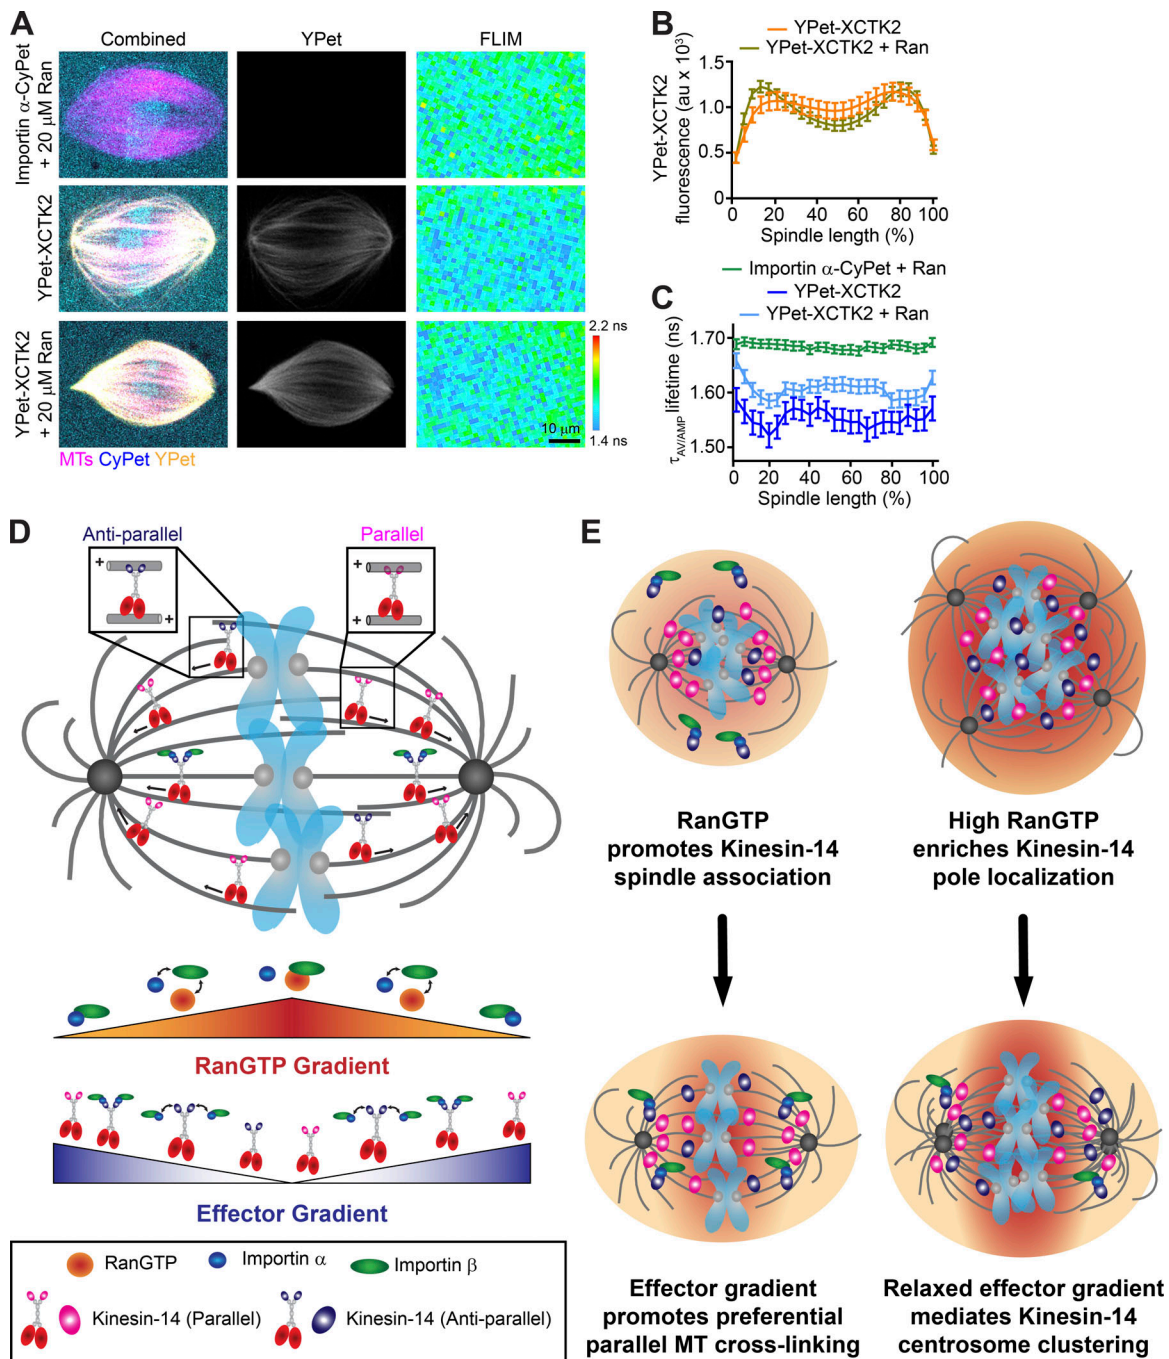 A
Combined
YPet
FLIM
Importin α-CyPet
+ 20 μM Ran
YPet-XCTK2
YPet-XCTK2
+ 20 μM Ran
2.2 ns
1.4 ns
10 μm
MTs CyPet YPet
B
YPet-XCTK2
YPet-XCTK2 + Ran
YPet-XCTK2
fluorescence (au x 10³)
1.5
1.0
0.5
0
0 20 40 60 80 100
Spindle length (%)
Importin α-CyPet + Ran
YPet-XCTK2
YPet-XCTK2 + Ran
C
τAV/AMP lifetime (ns)
1.70
1.60
1.50
0 20 40 60 80 100
Spindle length (%)
D
Anti-parallel
Parallel
+
+
+
+
RanGTP Gradient
Effector Gradient
RanGTP
Importin α
Importin β
Kinesin-14 (Parallel)
Kinesin-14 (Anti-parallel)
E
RanGTP
promotes Kinesin-14
spindle association
High RanGTP
enriches Kinesin-14
pole localization
Effector gradient
promotes preferential
parallel MT cross-linking
Relaxed effector gradient
mediates Kinesin-14
centrosome clustering